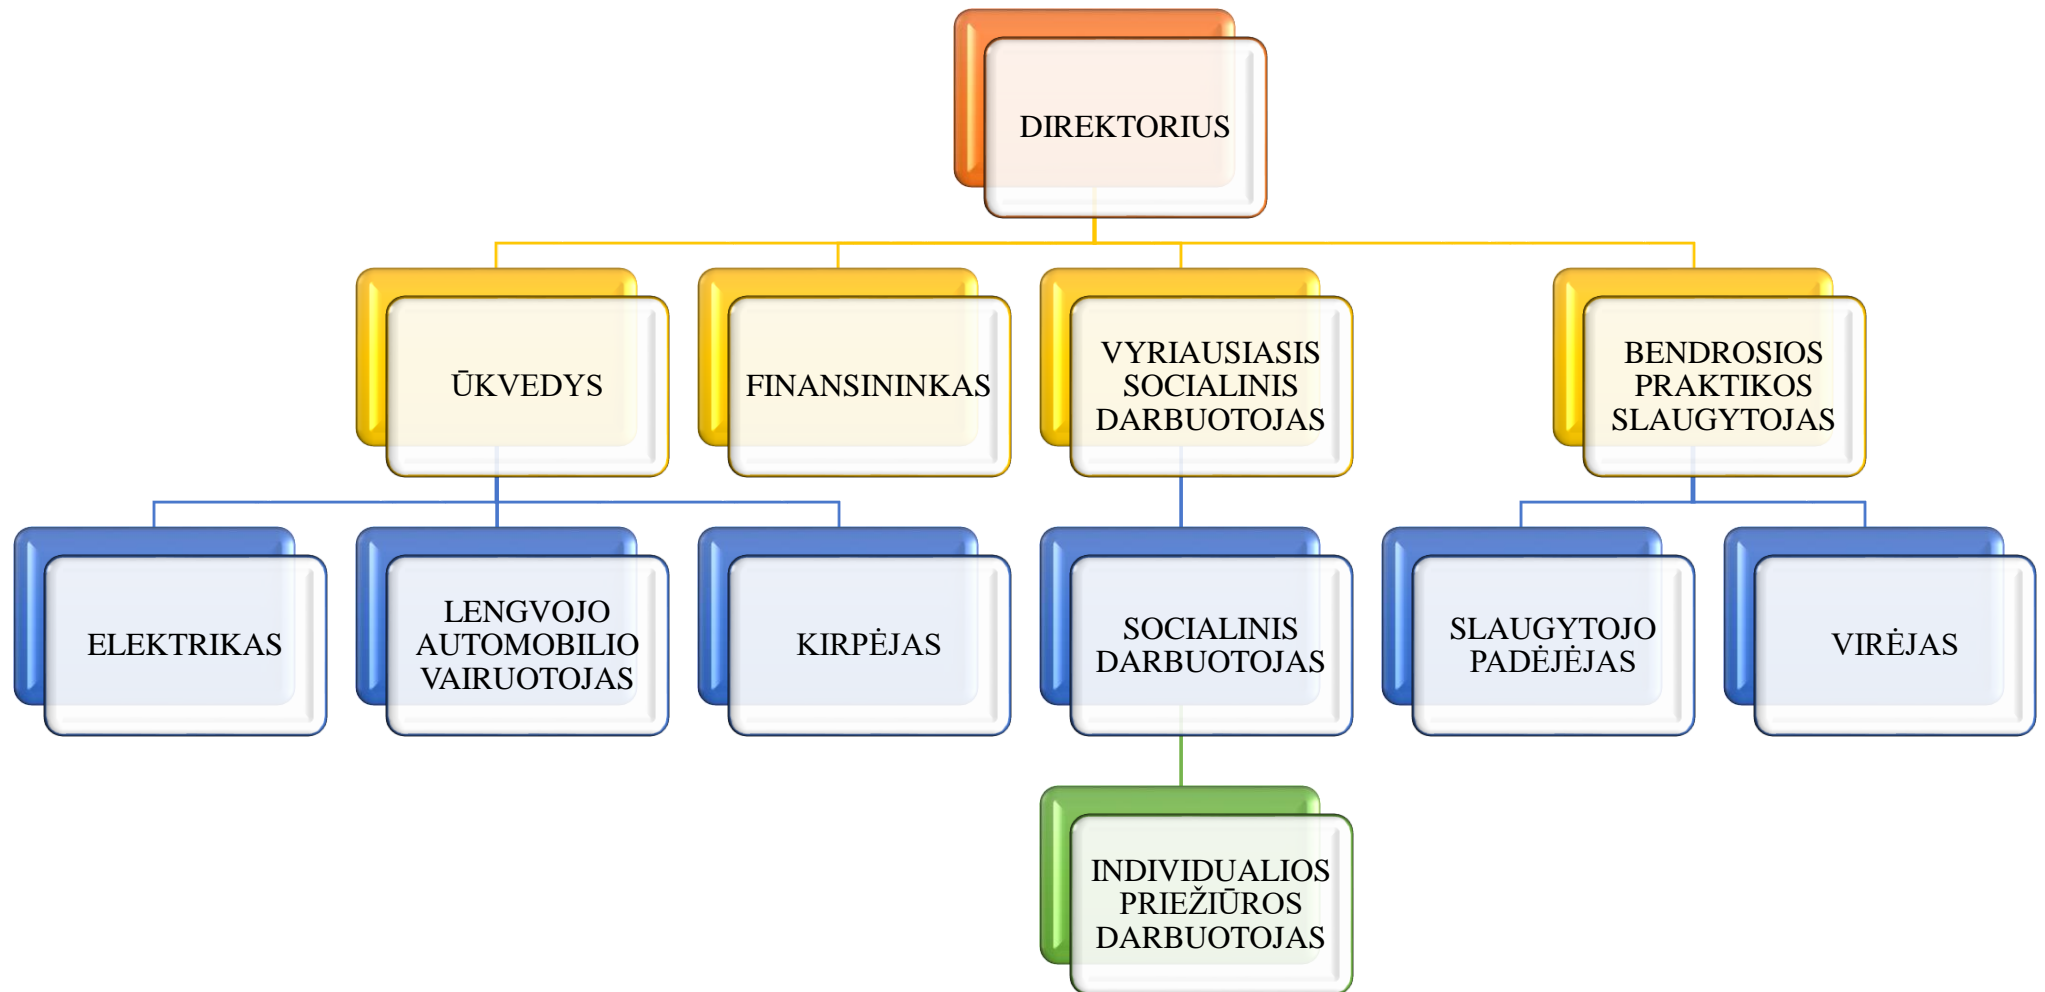 DIREKTORIUS
ŪKVEDYS
FINANSININKAS
VYRIAUSIASIS
SOCIALINIS
DARBUOTOJAS
BENDROSIOS
PRAKTIKOS
SLAUGYTOJAS
ELEKTRIKAS
LENGVOJO
AUTOMOBILIO
VAIRUOTOJAS
KIRPĖJAS
SOCIALINIS
DARBUOTOJAS
SLAUGYTOJO
PADĖJĖJAS
VIRĖJAS
INDIVIDUALIOS
PRIEŽIŪROS
DARBUOTOJAS